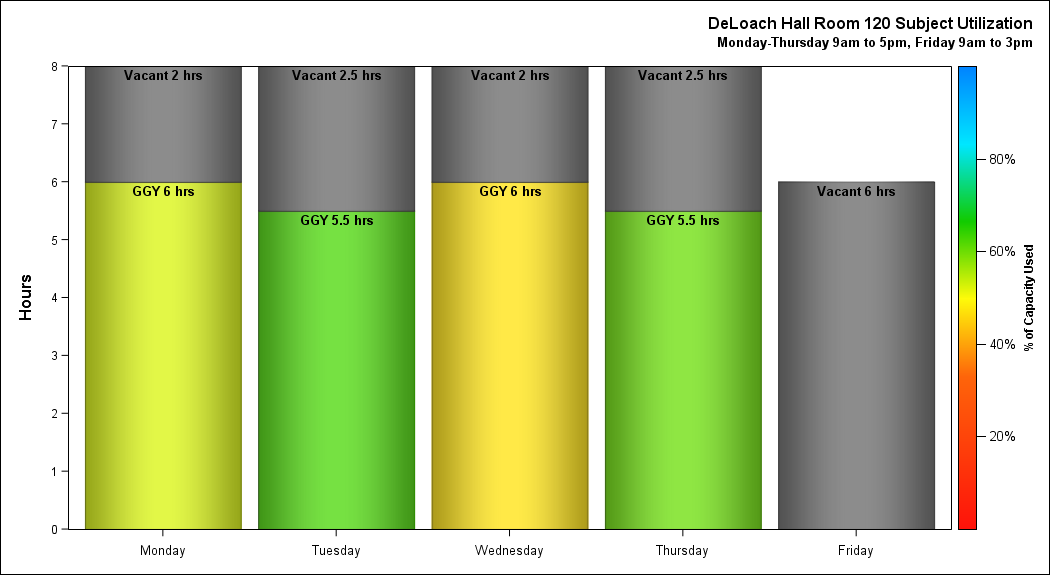 DeLoach Hall Room 120 Subject Utilization
Monday-Thursday 9am to 5pm, Friday 9am to 3pm
8
7
6
5
4
3
2
1
0
Hours
Vacant 2 hrs
Vacant 2.5 hrs
Vacant 2 hrs
Vacant 2.5 hrs
GGY 6 hrs
GGY 5.5 hrs
GGY 6 hrs
GGY 5.5 hrs
Vacant 6 hrs
Monday
Tuesday
Wednesday
Thursday
Friday
80%
60%
40%
20%
% of Capacity Used